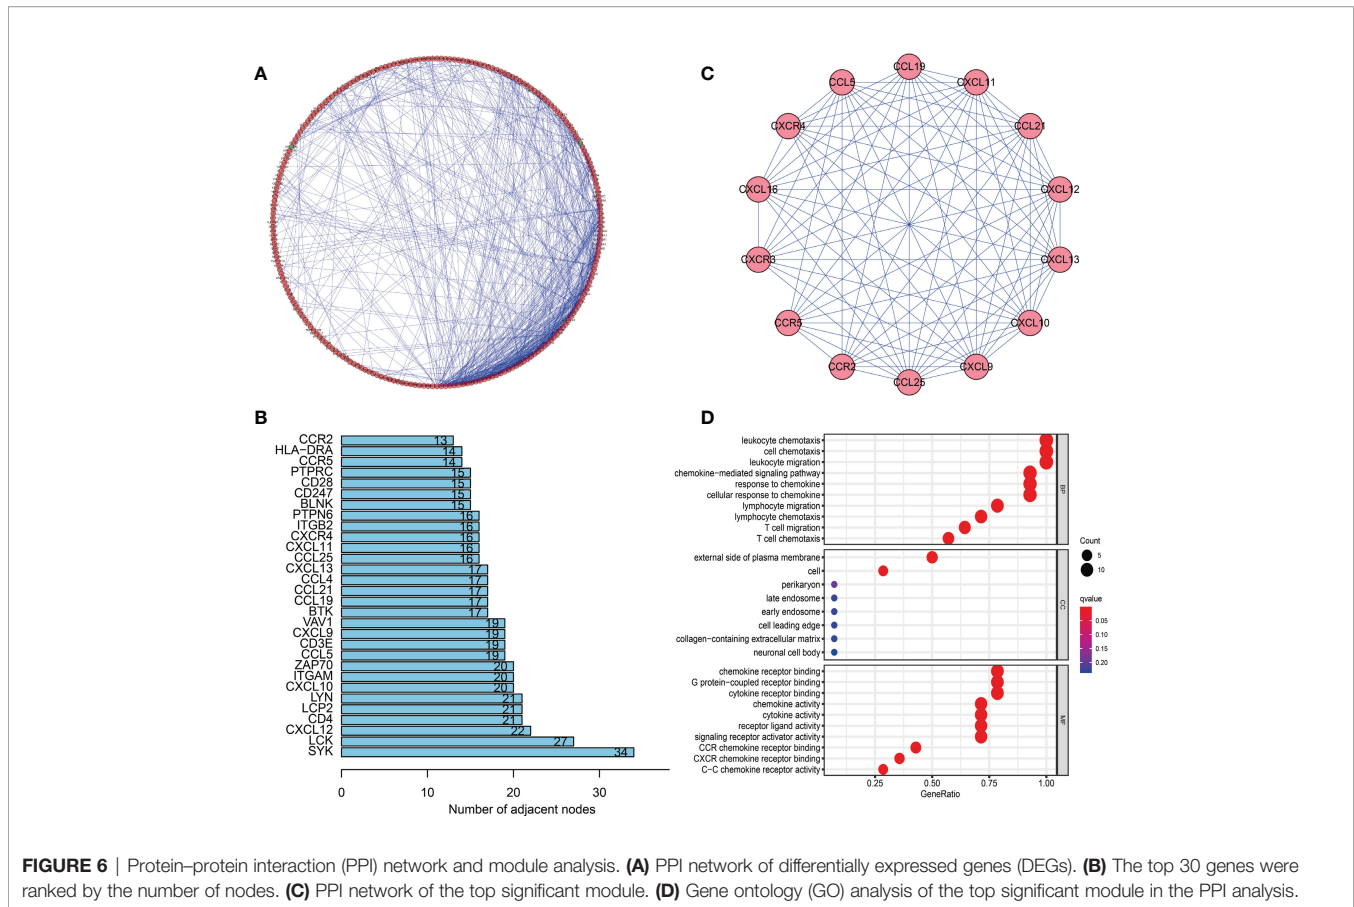 A
C
CCL19
CCL5
CXCL11
CXCR4
CCL21
CXCL16
CXCL12
CXCR3
CXCL13
CCR5
CXCL10
CCR2
CXCL9
CCL25
B
CCR2 13
HLA−DRA 14
CCR5 14
PTPRC 15
CD28 15
CD247 15
BLNK 15
PTPN6 16
ITGB2 16
CXCR4 16
CXCL11 16
CCL25 16
CXCL13 17
CCL4 17
CCL21 17
CCL19 17
BTK 17
VAV1 19
CXCL9 19
CD3E 19
CCL5 19
ZAP70 20
ITGAM 20
CXCL10 20
LYN 21
LCP2 21
CD4 21
CXCL12 22
LCK 27
SYK 34
0 10 20 30
Number of adjacent nodes
D
leukocyte chemotaxis
cell chemotaxis
leukocyte migration
chemokine-mediated signaling pathway
response to chemokine
cellular response to chemokine
lymphocyte migration
lymphocyte chemotaxis
T cell migration
T cell chemotaxis
BP
external side of plasma membrane
cell
perikaryon
late endosome
early endosome
cell leading edge
collagen-containing extracellular matrix
neuronal cell body
CC
chemokine receptor binding
G protein-coupled receptor binding
cytokine receptor binding
chemokine activity
cytokine activity
receptor ligand activity
signaling receptor activator activity
CCR chemokine receptor binding
CXCR chemokine receptor binding
C-C chemokine receptor activity
MF
0.25 0.50 0.75 1.00
GeneRatio
Count
5
10
qvalue
0.05
0.10
0.15
0.20
FIGURE 6 | Protein–protein interaction (PPI) network and module analysis. (A) PPI network of differentially expressed genes (DEGs). (B) The top 30 genes were
ranked by the number of nodes. (C) PPI network of the top significant module. (D) Gene ontology (GO) analysis of the top significant module in the PPI analysis.